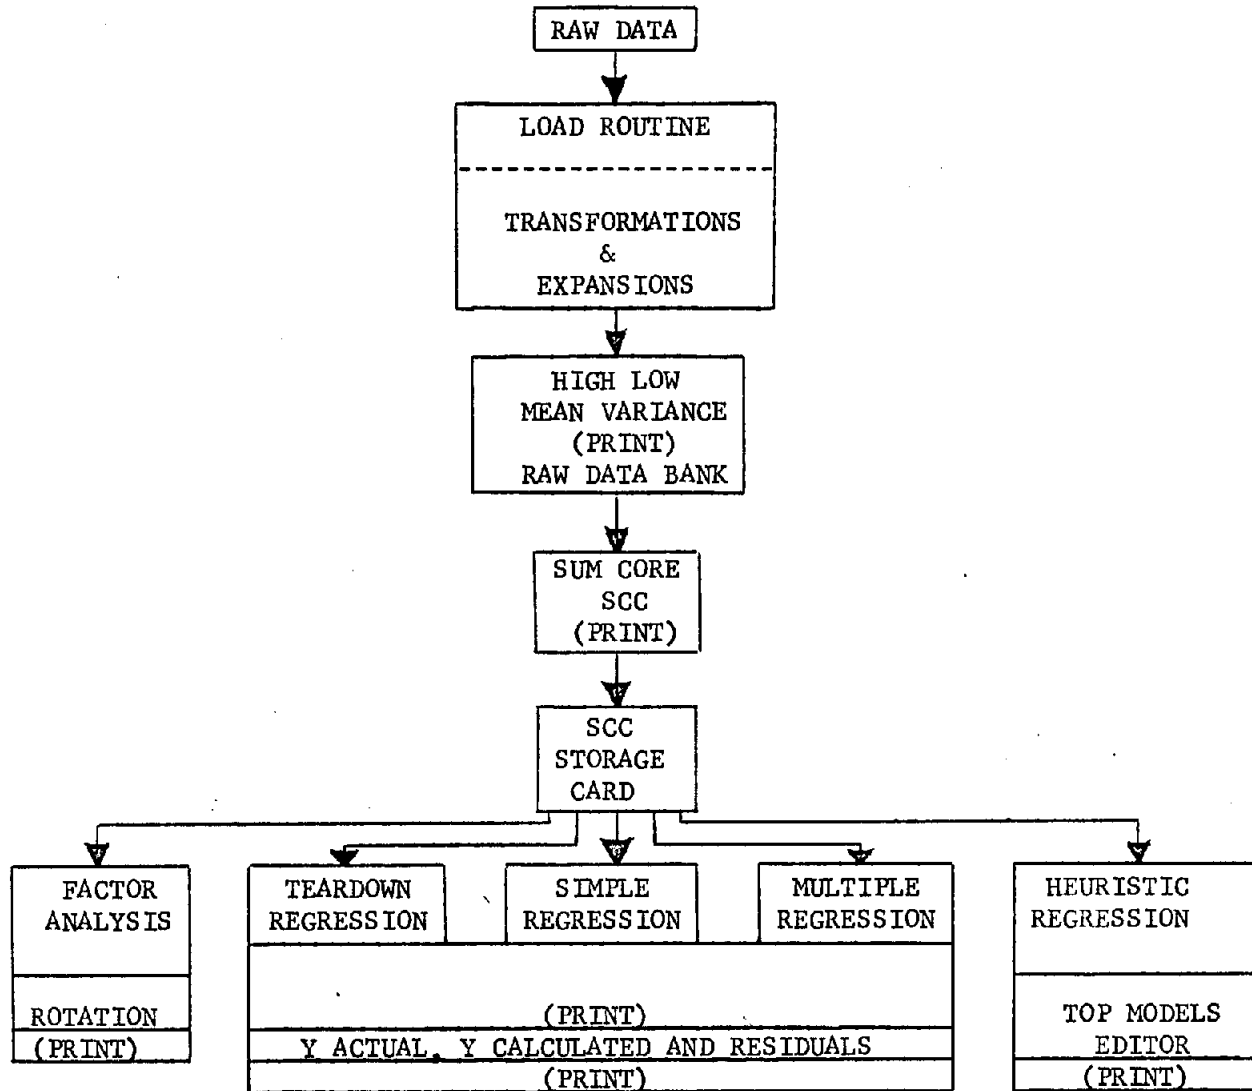 RAW DATA
LOAD ROUTINE
TRANSFORMATIONS
&
EXPANSIONS
HIGH LOW
MEAN VARIANCE
(PRINT)
RAW DATA BANK
SUM CORE
SCC
(PRINT)
SCC
STORAGE
CARD
FACTOR
ANALYSIS
ROTATION
(PRINT)
TEARDOWN
REGRESSION
SIMPLE
REGRESSION
MULTIPLE
REGRESSION
(PRINT)
Y ACTUAL, Y CALCULATED AND RESIDUALS
(PRINT)
HEURISTIC
REGRESSION
TOP MODELS
EDITOR
(PRINT)